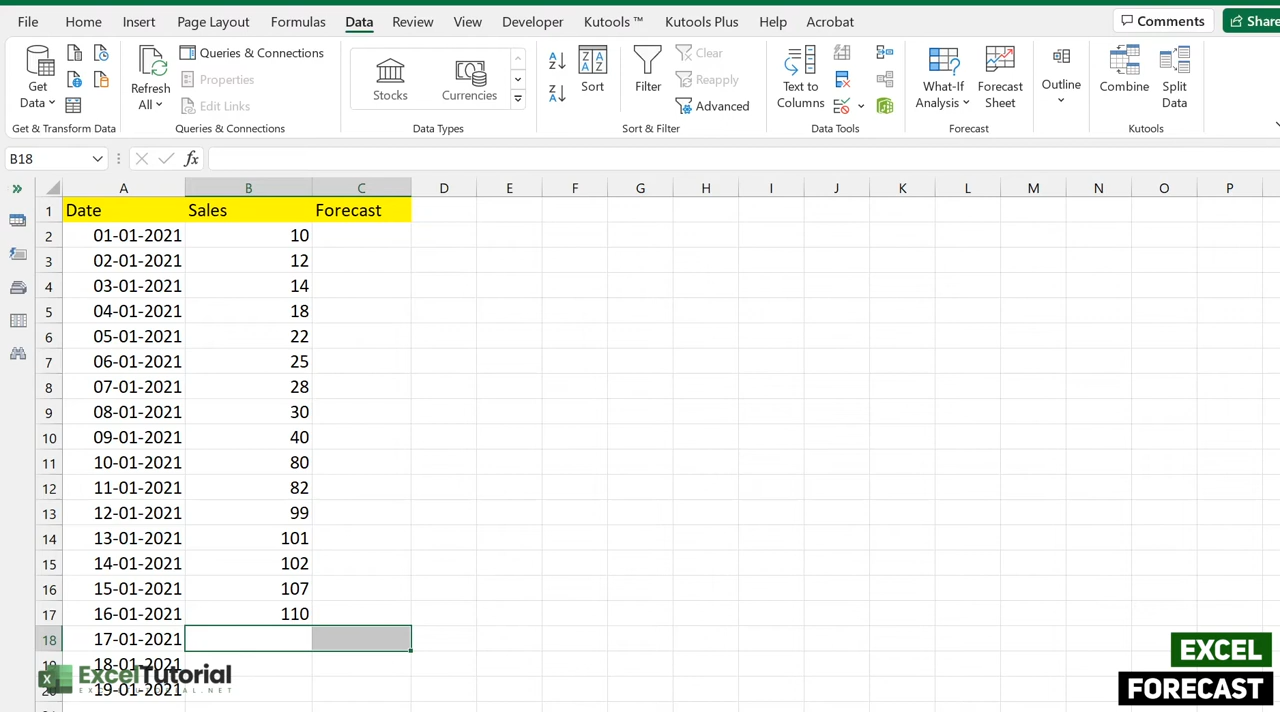 File Home Insert Page Layout Formulas Data Review View Developer Kutools ™ Kutools Plus Help Acrobat Comments Share
Get Data
Refresh All
Queries & Connections
Properties
Edit Links
Stocks
Currencies
Sort
Filter
Clear
Reapply
Advanced
Text to Columns
What-If Analysis
Forecast Sheet
Outline
Combine
Split Data
Get & Transform Data Queries & Connections Data Types Sort & Filter Data Tools Forecast Kutools
B18 fx
A B C D E F G H I J K L M N O P
1 Date Sales Forecast
2 01-01-2021 10
3 02-01-2021 12
4 03-01-2021 14
5 04-01-2021 18
6 05-01-2021 22
7 06-01-2021 25
8 07-01-2021 28
9 08-01-2021 30
10 09-01-2021 40
11 10-01-2021 80
12 11-01-2021 82
13 12-01-2021 99
14 13-01-2021 101
15 14-01-2021 102
16 15-01-2021 107
17 16-01-2021 110
18 17-01-2021
18-01-2021
19-01-2021
ExcelTutorial
EXCEL
FORECAST